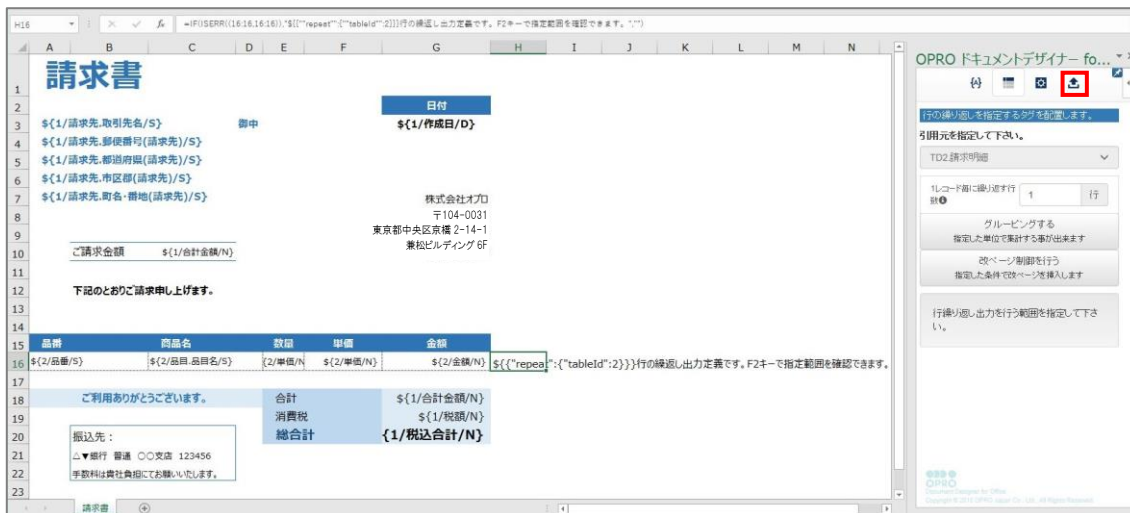 H16 fx =IF(ISERR((16:16,16:16)),"${{""repeat"":{""tableId"":2}}}行の繰返し出力定義です。F2キーで指定範囲を確認できます。","")
A B C D E F G H I J K L M N
1 請求書
2 日付
3 ${1/請求先.取引先名/S} 御中 ${1/作成日/D}
4 ${1/請求先.郵便番号(請求先)/S}
5 ${1/請求先.都道府県(請求先)/S}
6 ${1/請求先.市区郡(請求先)/S}
7 ${1/請求先.町名・番地(請求先)/S} 株式会社オプロ
8 〒104-0031
9 東京都中央区京橋 2-14-1
兼松ビルディング 6F
10 ご請求金額 ${1/合計金額/N}
11
12 下記のとおりご請求申し上げます。
13
14
15 品番 商品名 数量 単価 金額
16 ${2/品番/S} ${2/品目.品目名/S} {2/単価/N ${2/単価/N} ${2/金額/N} ${{"repeat":{"tableId":2}}}行の繰返し出力定義です。F2キーで指定範囲を確認できます。
17
18 ご利用ありがとうございます。 合計 ${1/合計金額/N}
19 消費税 ${1/税額/N}
20 振込先: 総合計 {1/税込合計/N}
21 △▼銀行 普通 〇〇支店 123456
22 手数料は貴社負担にてお願いいたします。
23
請求書
OPRO ドキュメントデザイナー fo...
{A}
行の繰り返しを指定するタグを配置します。
引用元を指定して下さい。
TD2.請求明細
1レコード毎に繰り返す行数 1 行
グルーピングする
指定した単位で集計する事が出来ます
改ページ制御を行う
指定した条件で改ページを挿入します
行繰り返し出力を行う範囲を指定して下さい。
OPRO
Document Designer for Office